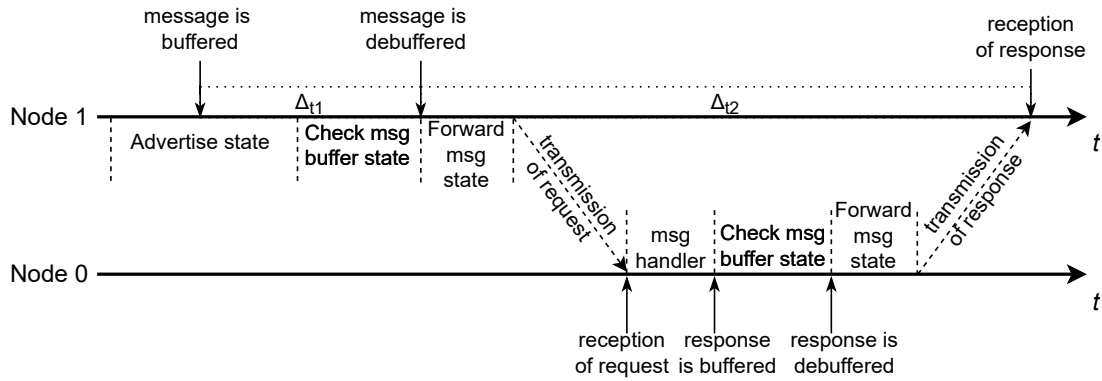 message is
buffered
message is
debuffered
reception
of response
Δt1
Δt2
Node 1
t
Advertise state
Check msg
buffer state
Forward
msg
state
transmission
of request
transmission
of response
msg
handler
Check msg
buffer state
Forward
msg
state
Node 0
t
reception
of request
response
is buffered
response is
debuffered